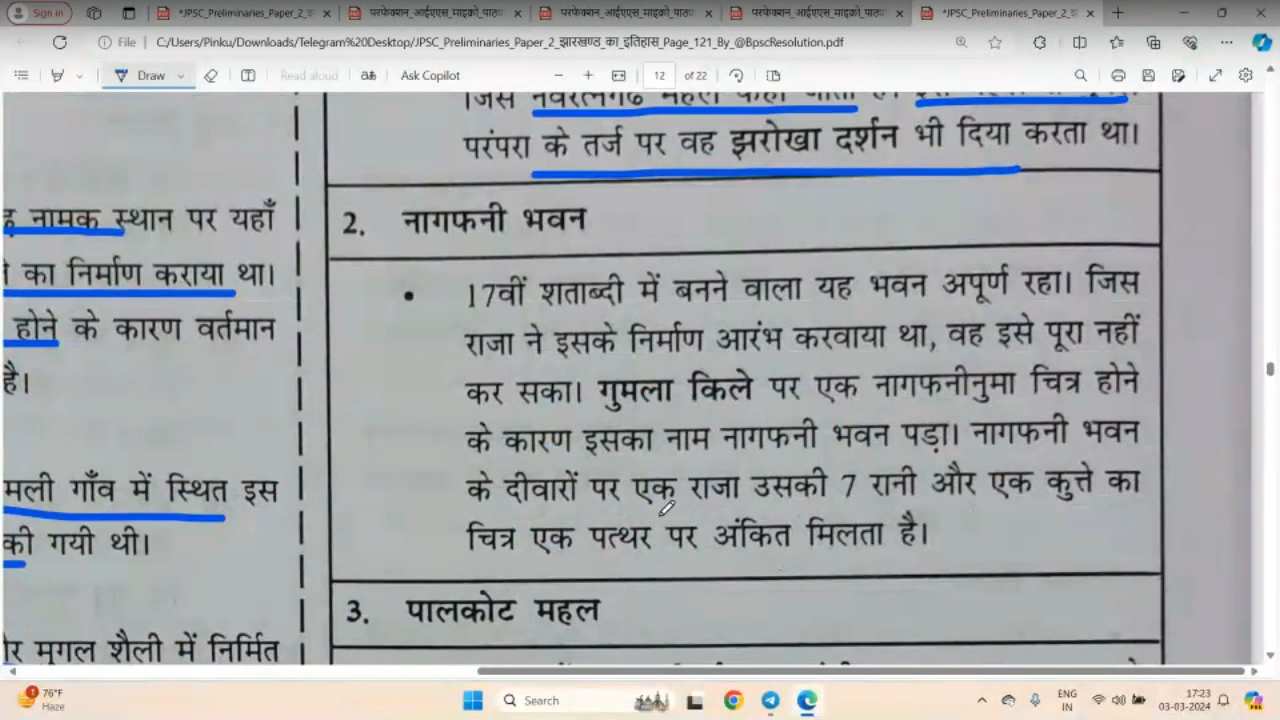 Sign in
*JPSC_Preliminaries_Paper_2_
परफेक्शन_आईएएस_माइक्रो_पाठ
परफेक्शन_आईएएस_माइक्रो_पाठ
परफेक्शन_आईएएस_माइक्रो_पाठ
*JPSC_Preliminaries_Paper_2_
File | C:/Users/Pinku/Downloads/Telegram%20Desktop/JPSC_Preliminaries_Paper_2_झारखण्ड_का_इतिहास_Page_121_By_@BpscResolution.pdf
Draw Read aloud Ask Copilot 12 of 22
परंपरा के तर्ज पर वह झरोखा दर्शन भी दिया करता था।
नामक स्थान पर यहाँ
का निर्माण कराया था।
होने के कारण वर्तमान
है।
मली गाँव में स्थित इस
की गयी थी।
र मुगल शैली में निर्मित
2. नागफनी भवन
• 17वीं शताब्दी में बनने वाला यह भवन अपूर्ण रहा। जिस
राजा ने इसके निर्माण आरंभ करवाया था, वह इसे पूरा नहीं
कर सका। गुमला किले पर एक नागफनीनुमा चित्र होने
के कारण इसका नाम नागफनी भवन पड़ा। नागफनी भवन
के दीवारों पर एक राजा उसकी 7 रानी और एक कुत्ते का
चित्र एक पत्थर पर अंकित मिलता है।
3. पालकोट महल
76°F
Haze
Search
ENG
IN
17:23
03-03-2024